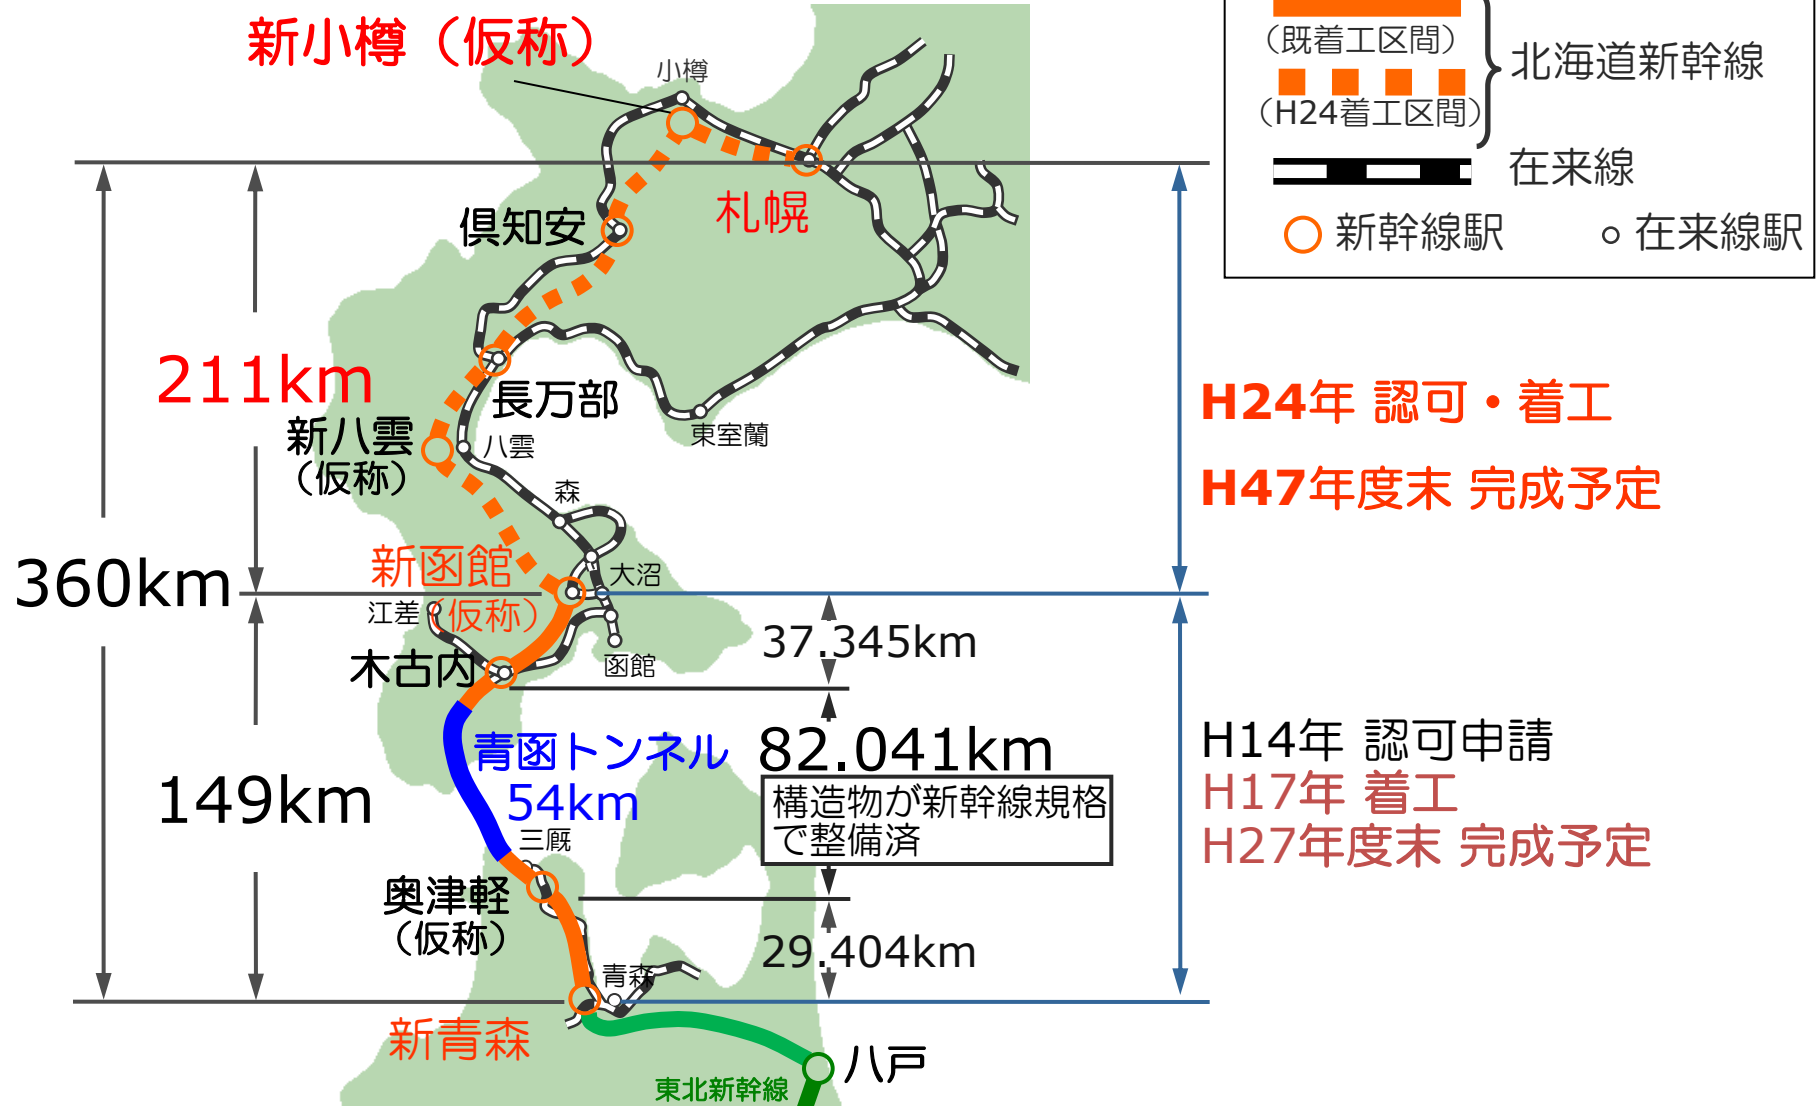 新小樽（仮称）
小樽
（既着工区間）
北海道新幹線
（H24着工区間）
在来線
新幹線駅
在来線駅
札幌
倶知安
211km
長万部
新八雲
（仮称）
八雲
東室蘭
森
H24年 認可・着工
H47年度末 完成予定
360km
新函館
（仮称）
大沼
江差
函館
木古内
37.345km
青函トンネル
54km
82.041km
構造物が新幹線規格
で整備済
149km
三厩
H14年 認可申請
H17年 着工
H27年度末 完成予定
奥津軽
（仮称）
29.404km
青森
新青森
八戸
東北新幹線